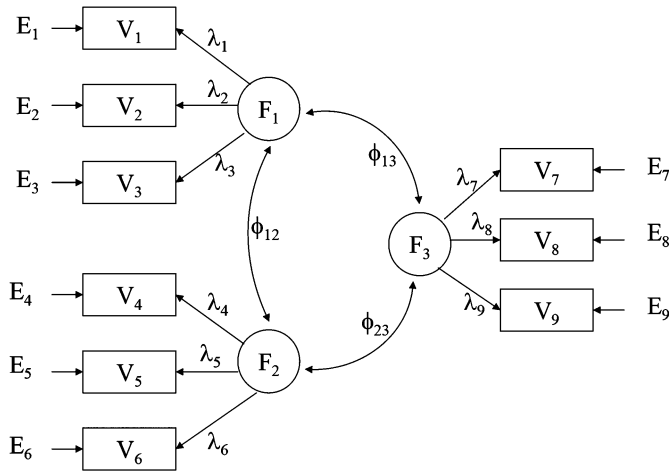 E₁ V₁ λ₁
E₂ V₂ λ₂ F₁
E₃ V₃ λ₃
ϕ₁₃
ϕ₁₂
λ₇ V₇ E₇
F₃ λ₈ V₈ E₈
λ₉ V₉ E₉
ϕ₂₃
E₄ V₄ λ₄
E₅ V₅ λ₅ F₂
E₆ V₆ λ₆